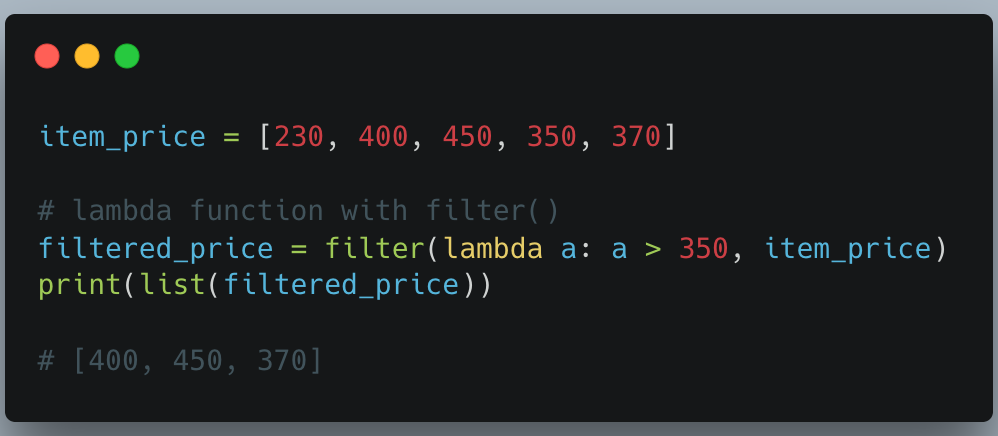 item_price = [230, 400, 450, 350, 370]
# lambda function with filter()
filtered_price = filter(lambda a: a > 350, item_price)
print(list(filtered_price))
# [400, 450, 370]